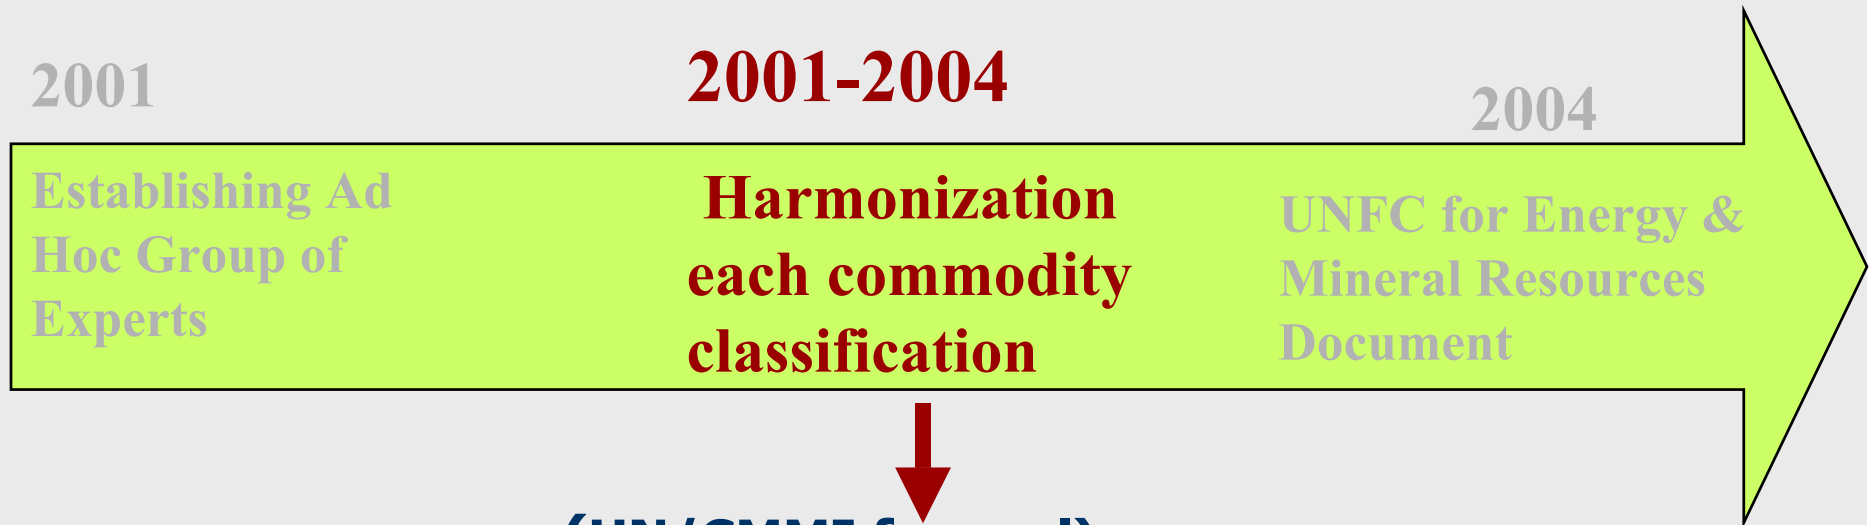 2001
2001-2004
2004
Establishing Ad
Hoc Group of
Experts
Harmonization
each commodity
classification
UNFC for Energy &
Mineral Resources
Document